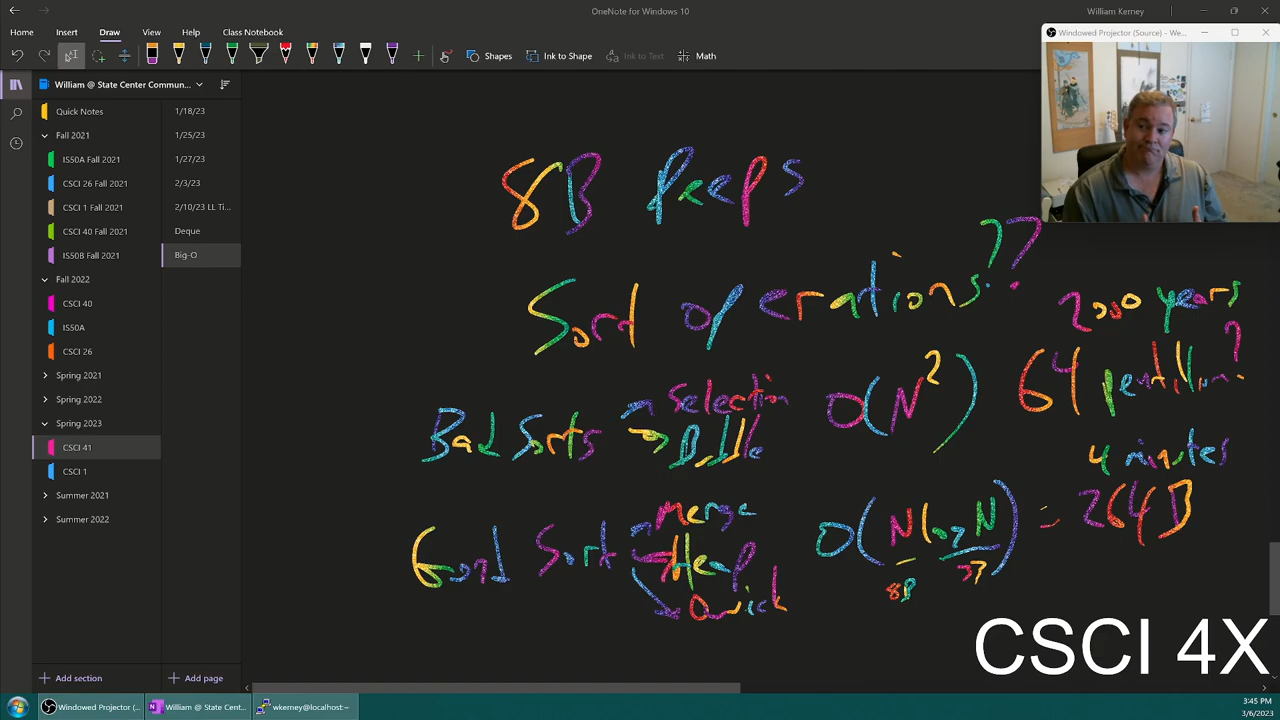 OneNote for Windows 10
William Kerney
Home
Insert
Draw
View
Help
Class Notebook
Shapes
Ink to Shape
Ink to Text
Math
Windowed Projector (Source) - We...
William @ State Center Commun...
Quick Notes
Fall 2021
IS50A Fall 2021
CSCI 26 Fall 2021
CSCI 1 Fall 2021
CSCI 40 Fall 2021
IS50B Fall 2021
Fall 2022
CSCI 40
IS50A
CSCI 26
Spring 2021
Spring 2022
Spring 2023
CSCI 41
CSCI 1
Summer 2021
Summer 2022
Add section
1/18/23
1/25/23
1/27/23
2/3/23
2/10/23 LL Ti...
Deque
Big-O
Add page
8B peeps
Sort operations??
2000 years
Bad Sorts → Selection
Bubble
O(N²) 64 pentillion?
4 minutes
Good Sort Merge
Heap
Quick
O(N log N) = 264B
8B 33
CSCI 4X
Windowed Projector (...
William @ State Cent...
wkerney@localhost:~
3:45 PM
3/6/2023